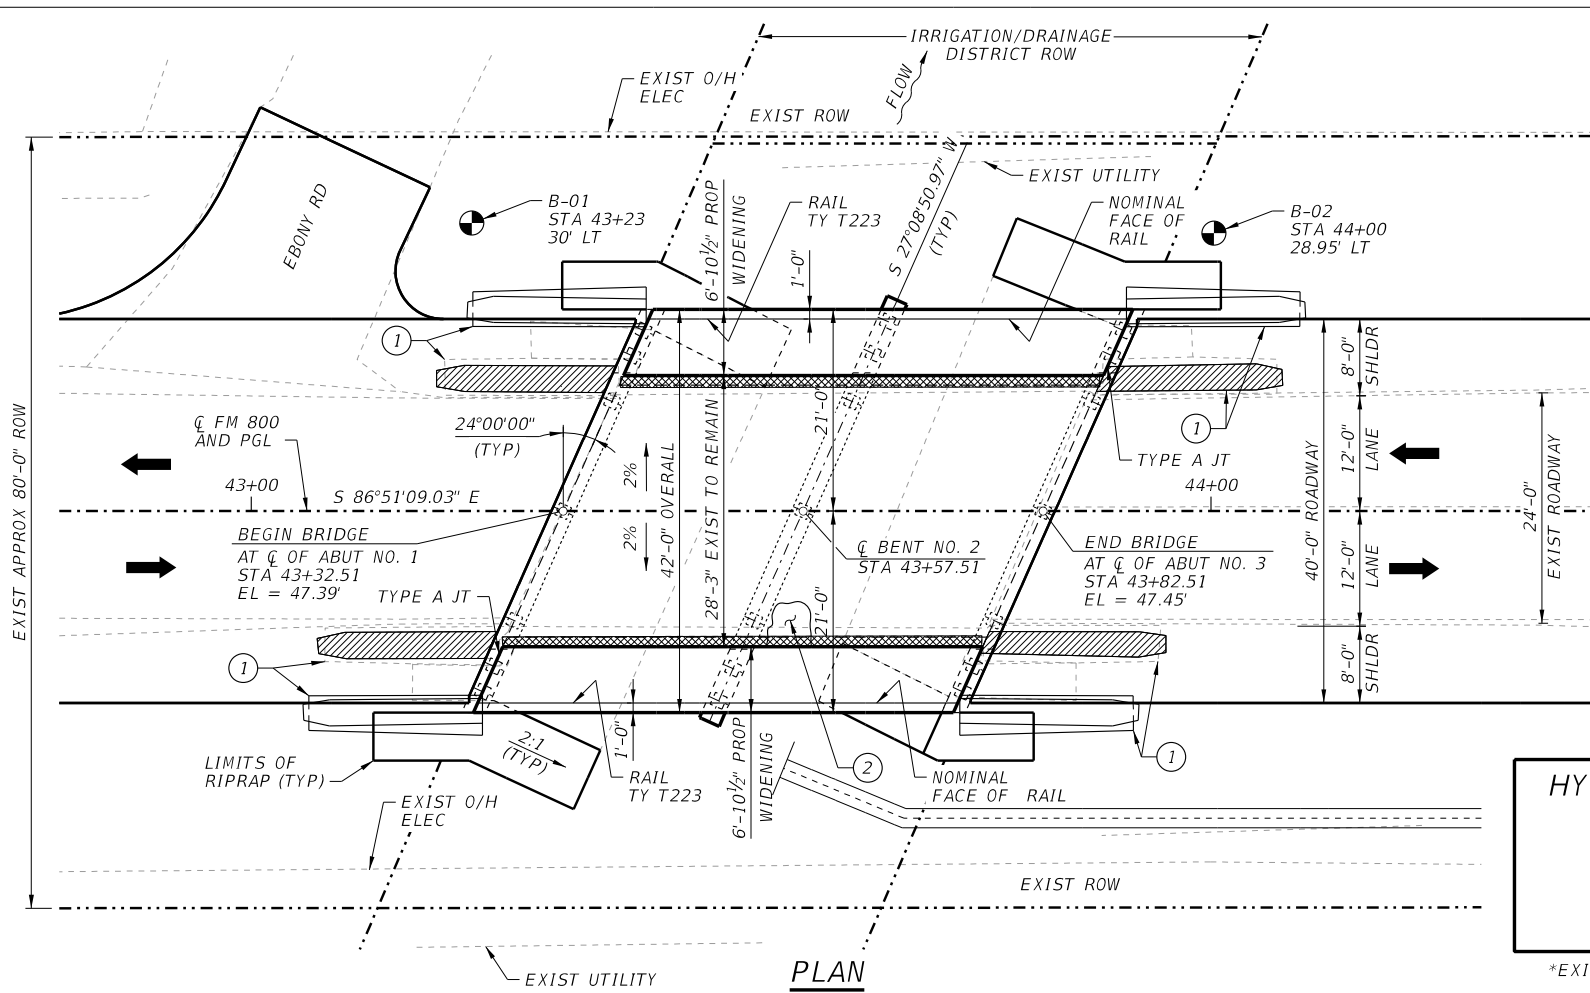 IRRIGATION/DRAINAGE
DISTRICT ROW
FLOW
EXIST O/H
ELEC
EXIST ROW
EXIST UTILITY
S 27°08'50.97" W
(TYP)
EBONY RD
B-01
STA 43+23
30' LT
6'-10½" PROP
WIDENING
RAIL
TY T223
1'-0"
NOMINAL
FACE OF
RAIL
B-02
STA 44+00
28.95' LT
1
8'-0"
SHLDR
℄ FM 800
AND PGL
24°00'00"
(TYP)
21'-0"
1
12'-0"
LANE
TYPE A JT
43+00
S 86°51'09.03" E
2%
2%
42'-0" OVERALL
28'-3" EXIST TO REMAIN
44+00
40'-0" ROADWAY
24'-0"
EXIST ROADWAY
EXIST APPROX 80'-0" ROW
BEGIN BRIDGE
AT ℄ OF ABUT NO. 1
STA 43+32.51
EL = 47.39'
℄ BENT NO. 2
STA 43+57.51
END BRIDGE
AT ℄ OF ABUT NO. 3
STA 43+82.51
EL = 47.45'
12'-0"
LANE
TYPE A JT
21'-0"
1
8'-0"
SHLDR
2:1
(TYP)
1'-0"
6'-10½" PROP
WIDENING
2
1
LIMITS OF
RIPRAP (TYP)
RAIL
TY T223
NOMINAL
FACE OF RAIL
HY
EXIST O/H
ELEC
EXIST ROW
EXIST UTILITY
PLAN
*EXI